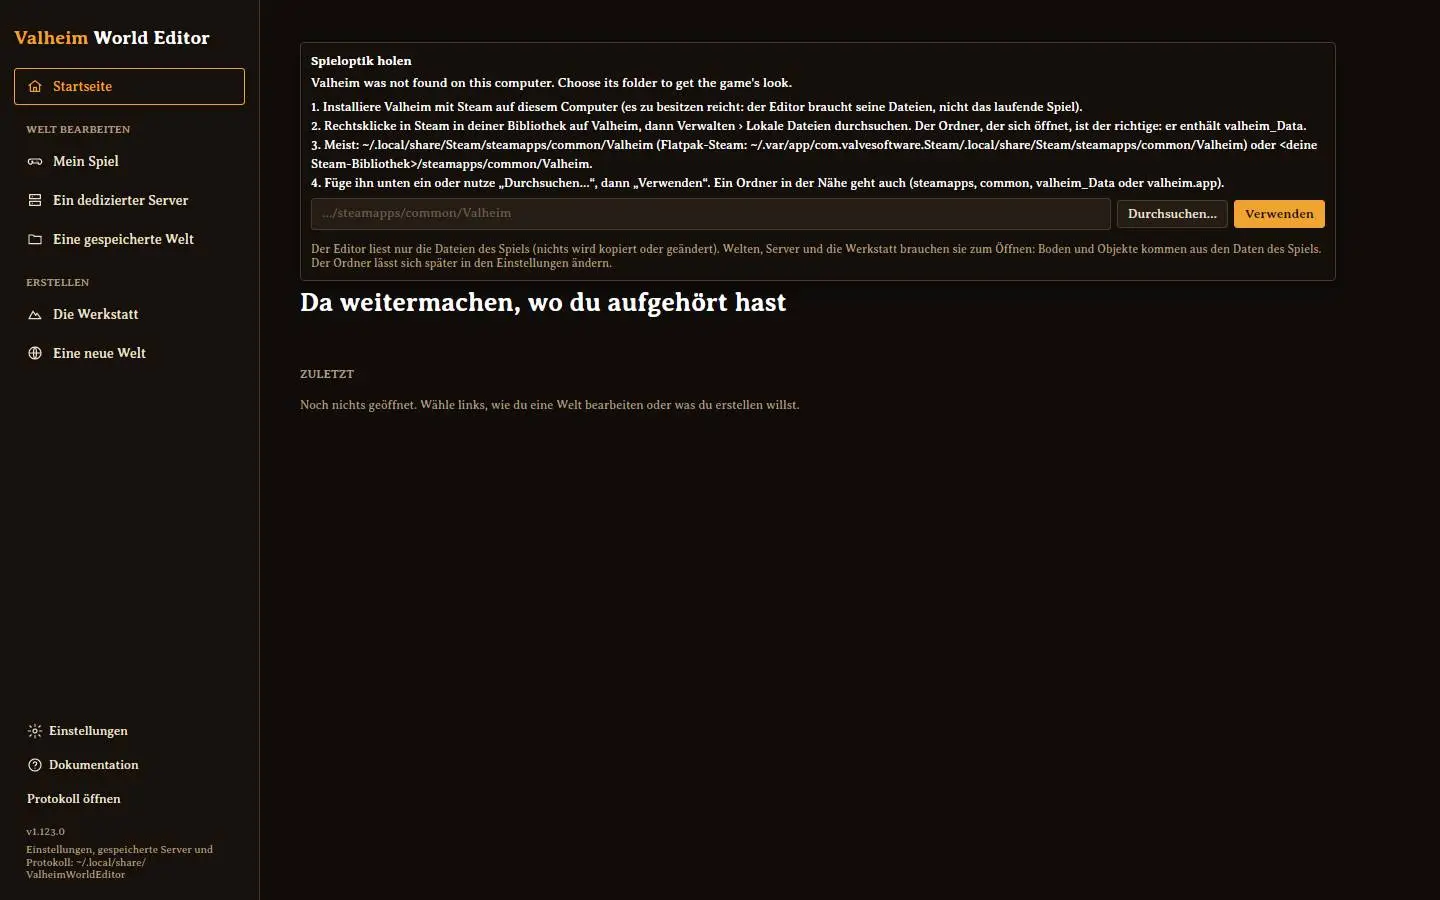 Valheim World Editor
Startseite
WELT BEARBEITEN
Mein Spiel
Ein dedizierter Server
Eine gespeicherte Welt
ERSTELLEN
Die Werkstatt
Eine neue Welt
Einstellungen
Dokumentation
Protokoll öffnen
v1.123.0
Einstellungen, gespeicherte Server und
Protokoll: ~/.local/share/
ValheimWorldEditor
Spieloptik holen
Valheim was not found on this computer. Choose its folder to get the game's look.
1. Installiere Valheim mit Steam auf diesem Computer (es zu besitzen reicht: der Editor braucht seine Dateien, nicht das laufende Spiel).
2. Rechtsklicke in Steam in deiner Bibliothek auf Valheim, dann Verwalten › Lokale Dateien durchsuchen. Der Ordner, der sich öffnet, ist der richtige: er enthält valheim_Data.
3. Meist: ~/.local/share/Steam/steamapps/common/Valheim (Flatpak-Steam: ~/.var/app/com.valvesoftware.Steam/.local/share/Steam/steamapps/common/Valheim) oder <deine
Steam-Bibliothek>/steamapps/common/Valheim.
4. Füge ihn unten ein oder nutze „Durchsuchen...“, dann „Verwenden“. Ein Ordner in der Nähe geht auch (steamapps, common, valheim_Data oder valheim.app).
.../steamapps/common/Valheim
Durchsuchen...
Verwenden
Der Editor liest nur die Dateien des Spiels (nichts wird kopiert oder geändert). Welten, Server und die Werkstatt brauchen sie zum Öffnen: Boden und Objekte kommen aus den Daten des Spiels.
Der Ordner lässt sich später in den Einstellungen ändern.
Da weitermachen, wo du aufgehört hast
ZULETZT
Noch nichts geöffnet. Wähle links, wie du eine Welt bearbeiten oder was du erstellen willst.